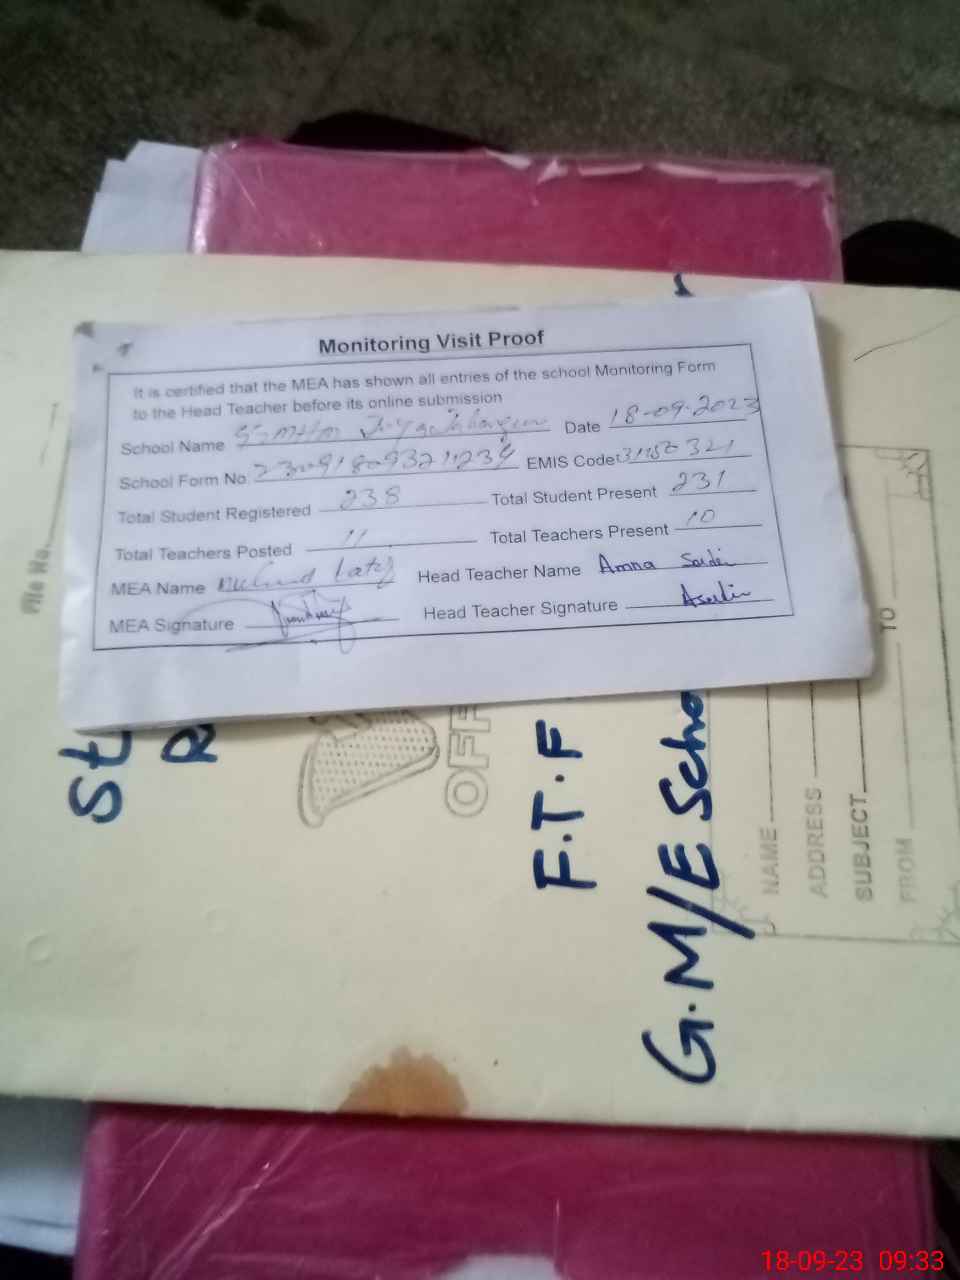 Monitoring Visit Proof
It is certified that the MEA has shown all entries of the school Monitoring Form
to the Head Teacher before its online submission
School Name Date 18-09-2023
School Form No EMIS Code:
Total Student Registered 238 Total Student Present 231
Total Teachers Posted 11 Total Teachers Present 10
MEA Name Head Teacher Name Amna
MEA Signature Head Teacher Signature
File No.
St
R
OFF
F.T.F
G.M/E Scho
NAME
ADDRESS
SUBJECT
FROM TO
18-09-23 09:33